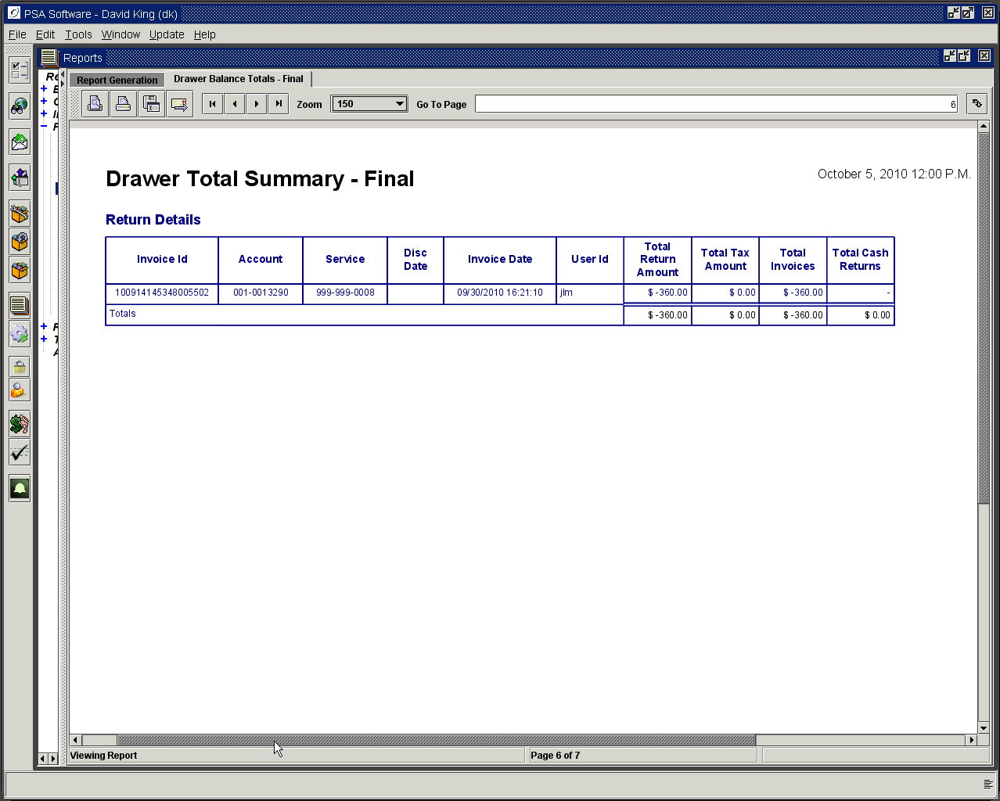 PSA Software - David King (dk)
File Edit Tools Window Update Help
Reports
Report Generation Drawer Balance Totals - Final
Zoom 150 Go To Page 6
Drawer Total Summary - Final
October 5, 2010 12:00 P.M.
Return Details
Invoice Id Account Service Disc Date Invoice Date User Id Total Return Amount Total Tax Amount Total Invoices Total Cash Returns
100914145348005502 001-0013290 999-999-0008 09/30/2010 16:21:10 jlm $ -360.00 $ 0.00 $ -360.00 -
Totals $ -360.00 $ 0.00 $ -360.00 $ 0.00
Viewing Report Page 6 of 7